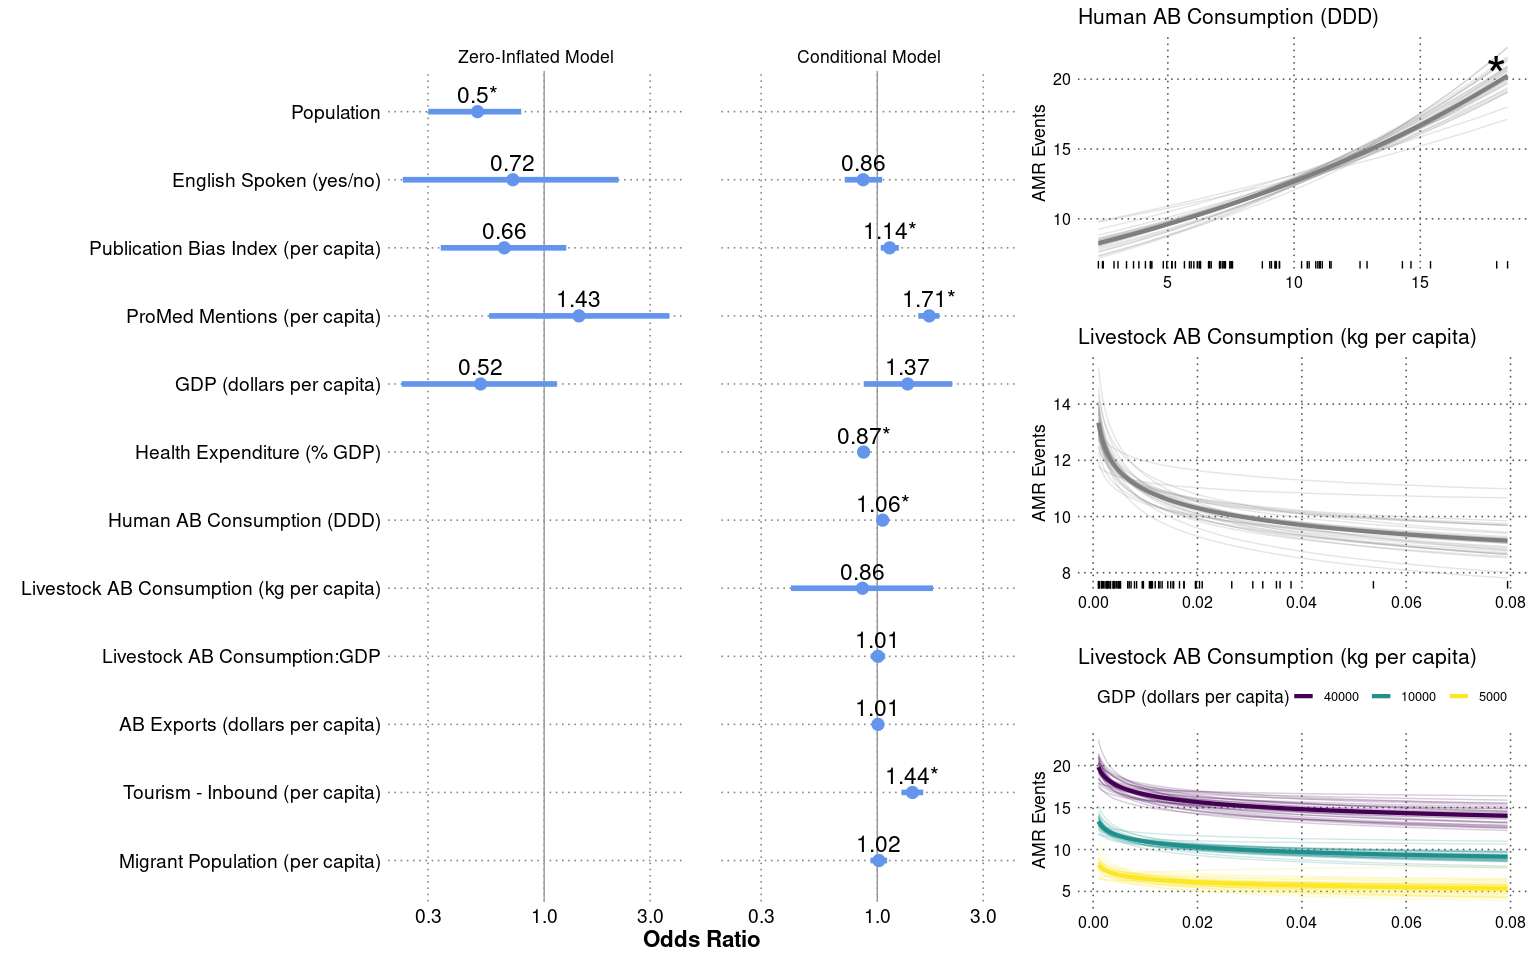 Zero-Inflated Model
Conditional Model
Population
0.5*
English Spoken (yes/no)
0.72
0.86
Publication Bias Index (per capita)
0.66
1.14*
ProMed Mentions (per capita)
1.43
1.71*
GDP (dollars per capita)
0.52
1.37
Health Expenditure (% GDP)
0.87*
Human AB Consumption (DDD)
1.06*
Livestock AB Consumption (kg per capita)
0.86
Livestock AB Consumption:GDP
1.01
AB Exports (dollars per capita)
1.01
Tourism - Inbound (per capita)
1.44*
Migrant Population (per capita)
1.02
0.3 1.0 3.0
0.3 1.0 3.0
Odds Ratio
Human AB Consumption (DDD)
*
AMR Events
20
15
10
5 10 15
Livestock AB Consumption (kg per capita)
AMR Events
14
12
10
8
0.00 0.02 0.04 0.06 0.08
Livestock AB Consumption (kg per capita)
GDP (dollars per capita) 40000 10000 5000
AMR Events
20
15
10
5
0.00 0.02 0.04 0.06 0.08